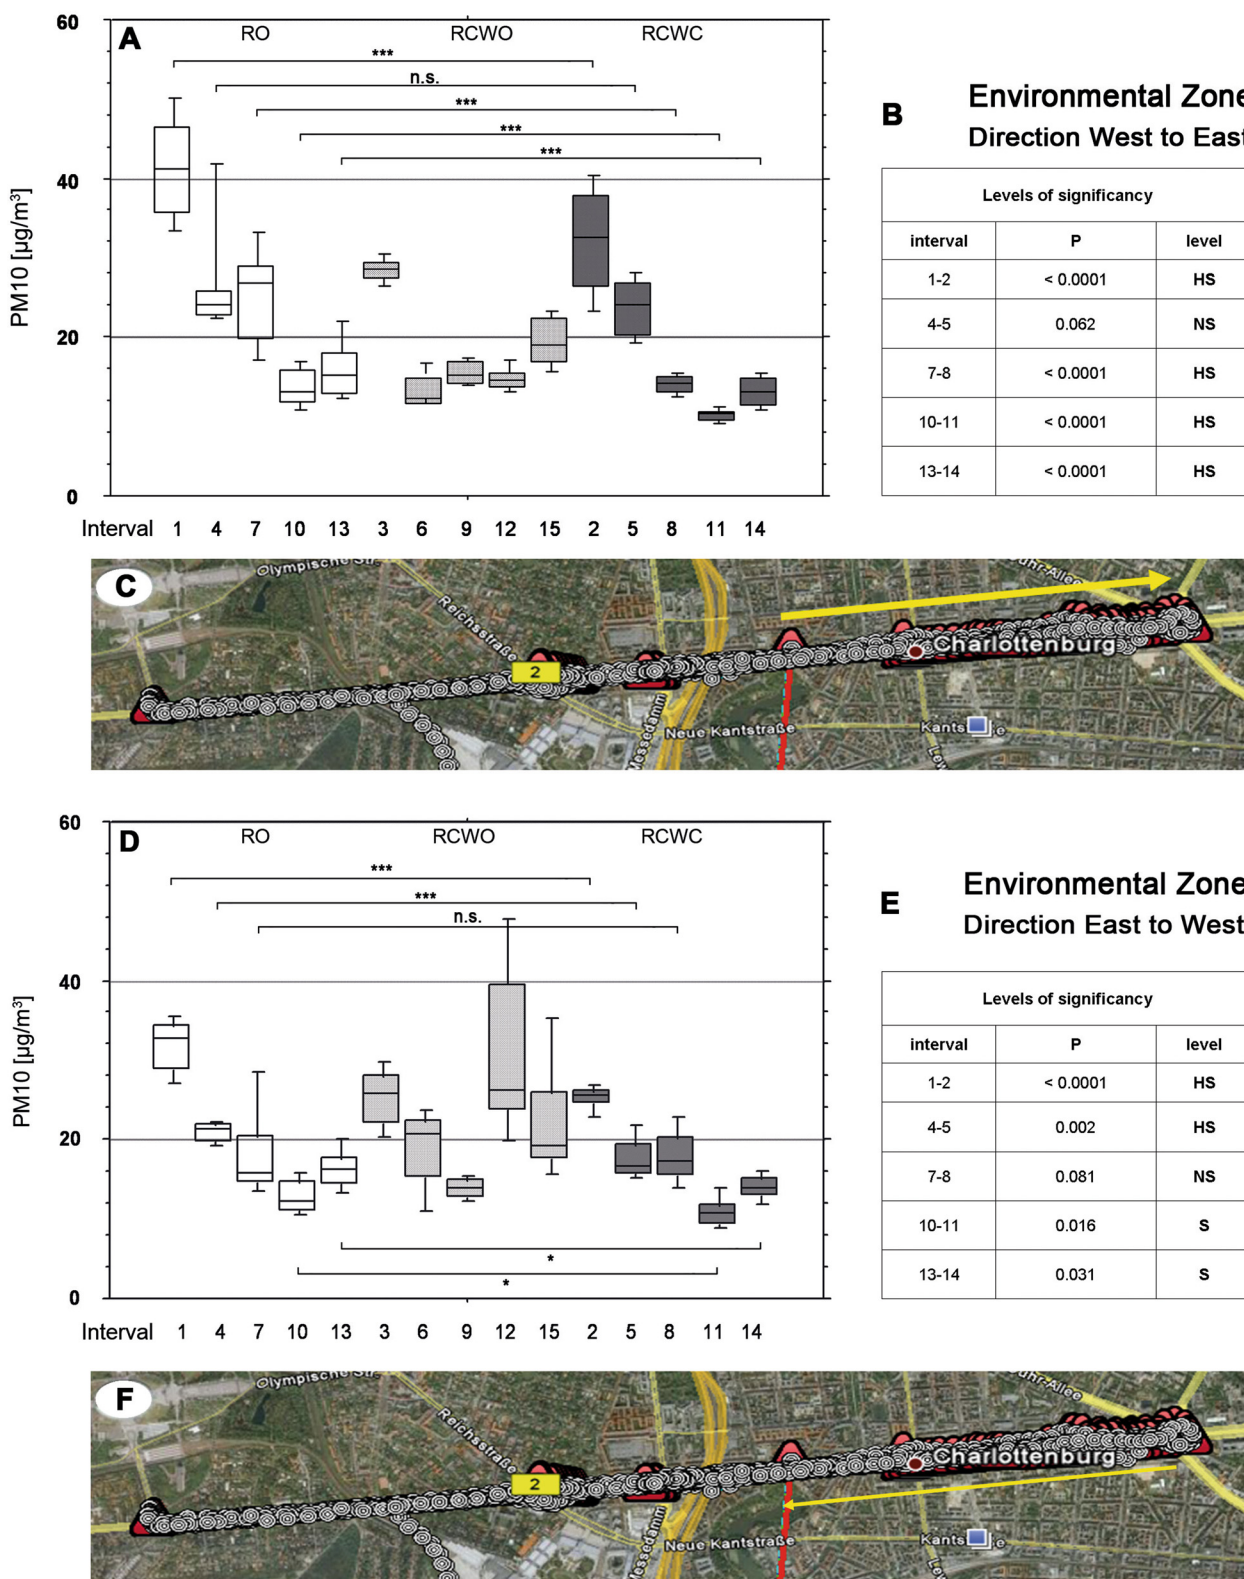 A
RO RCWO RCWC
***
n.s.
***
***
***
60
40
20
0
PM10 [µg/m³]
Interval 1 4 7 10 13 3 6 9 12 15 2 5 8 11 14
B
Environmental Zone
Direction West to East
Levels of significancy
interval P level
1-2 < 0.0001 HS
4-5 0.062 NS
7-8 < 0.0001 HS
10-11 < 0.0001 HS
13-14 < 0.0001 HS
C
Olympische Str.
Reichsstraße
2
Charlottenburg
Messedamm
Neue Kantstraße
Kants
D
RO RCWO RCWC
***
***
n.s.
*
*
60
40
20
0
PM10 [µg/m³]
Interval 1 4 7 10 13 3 6 9 12 15 2 5 8 11 14
E
Environmental Zone
Direction East to West
Levels of significancy
interval P level
1-2 < 0.0001 HS
4-5 0.002 HS
7-8 0.081 NS
10-11 0.016 S
13-14 0.031 S
F
Olympische Str.
Reichsstraße
2
Charlottenburg
Messedamm
Neue Kantstraße
Kants